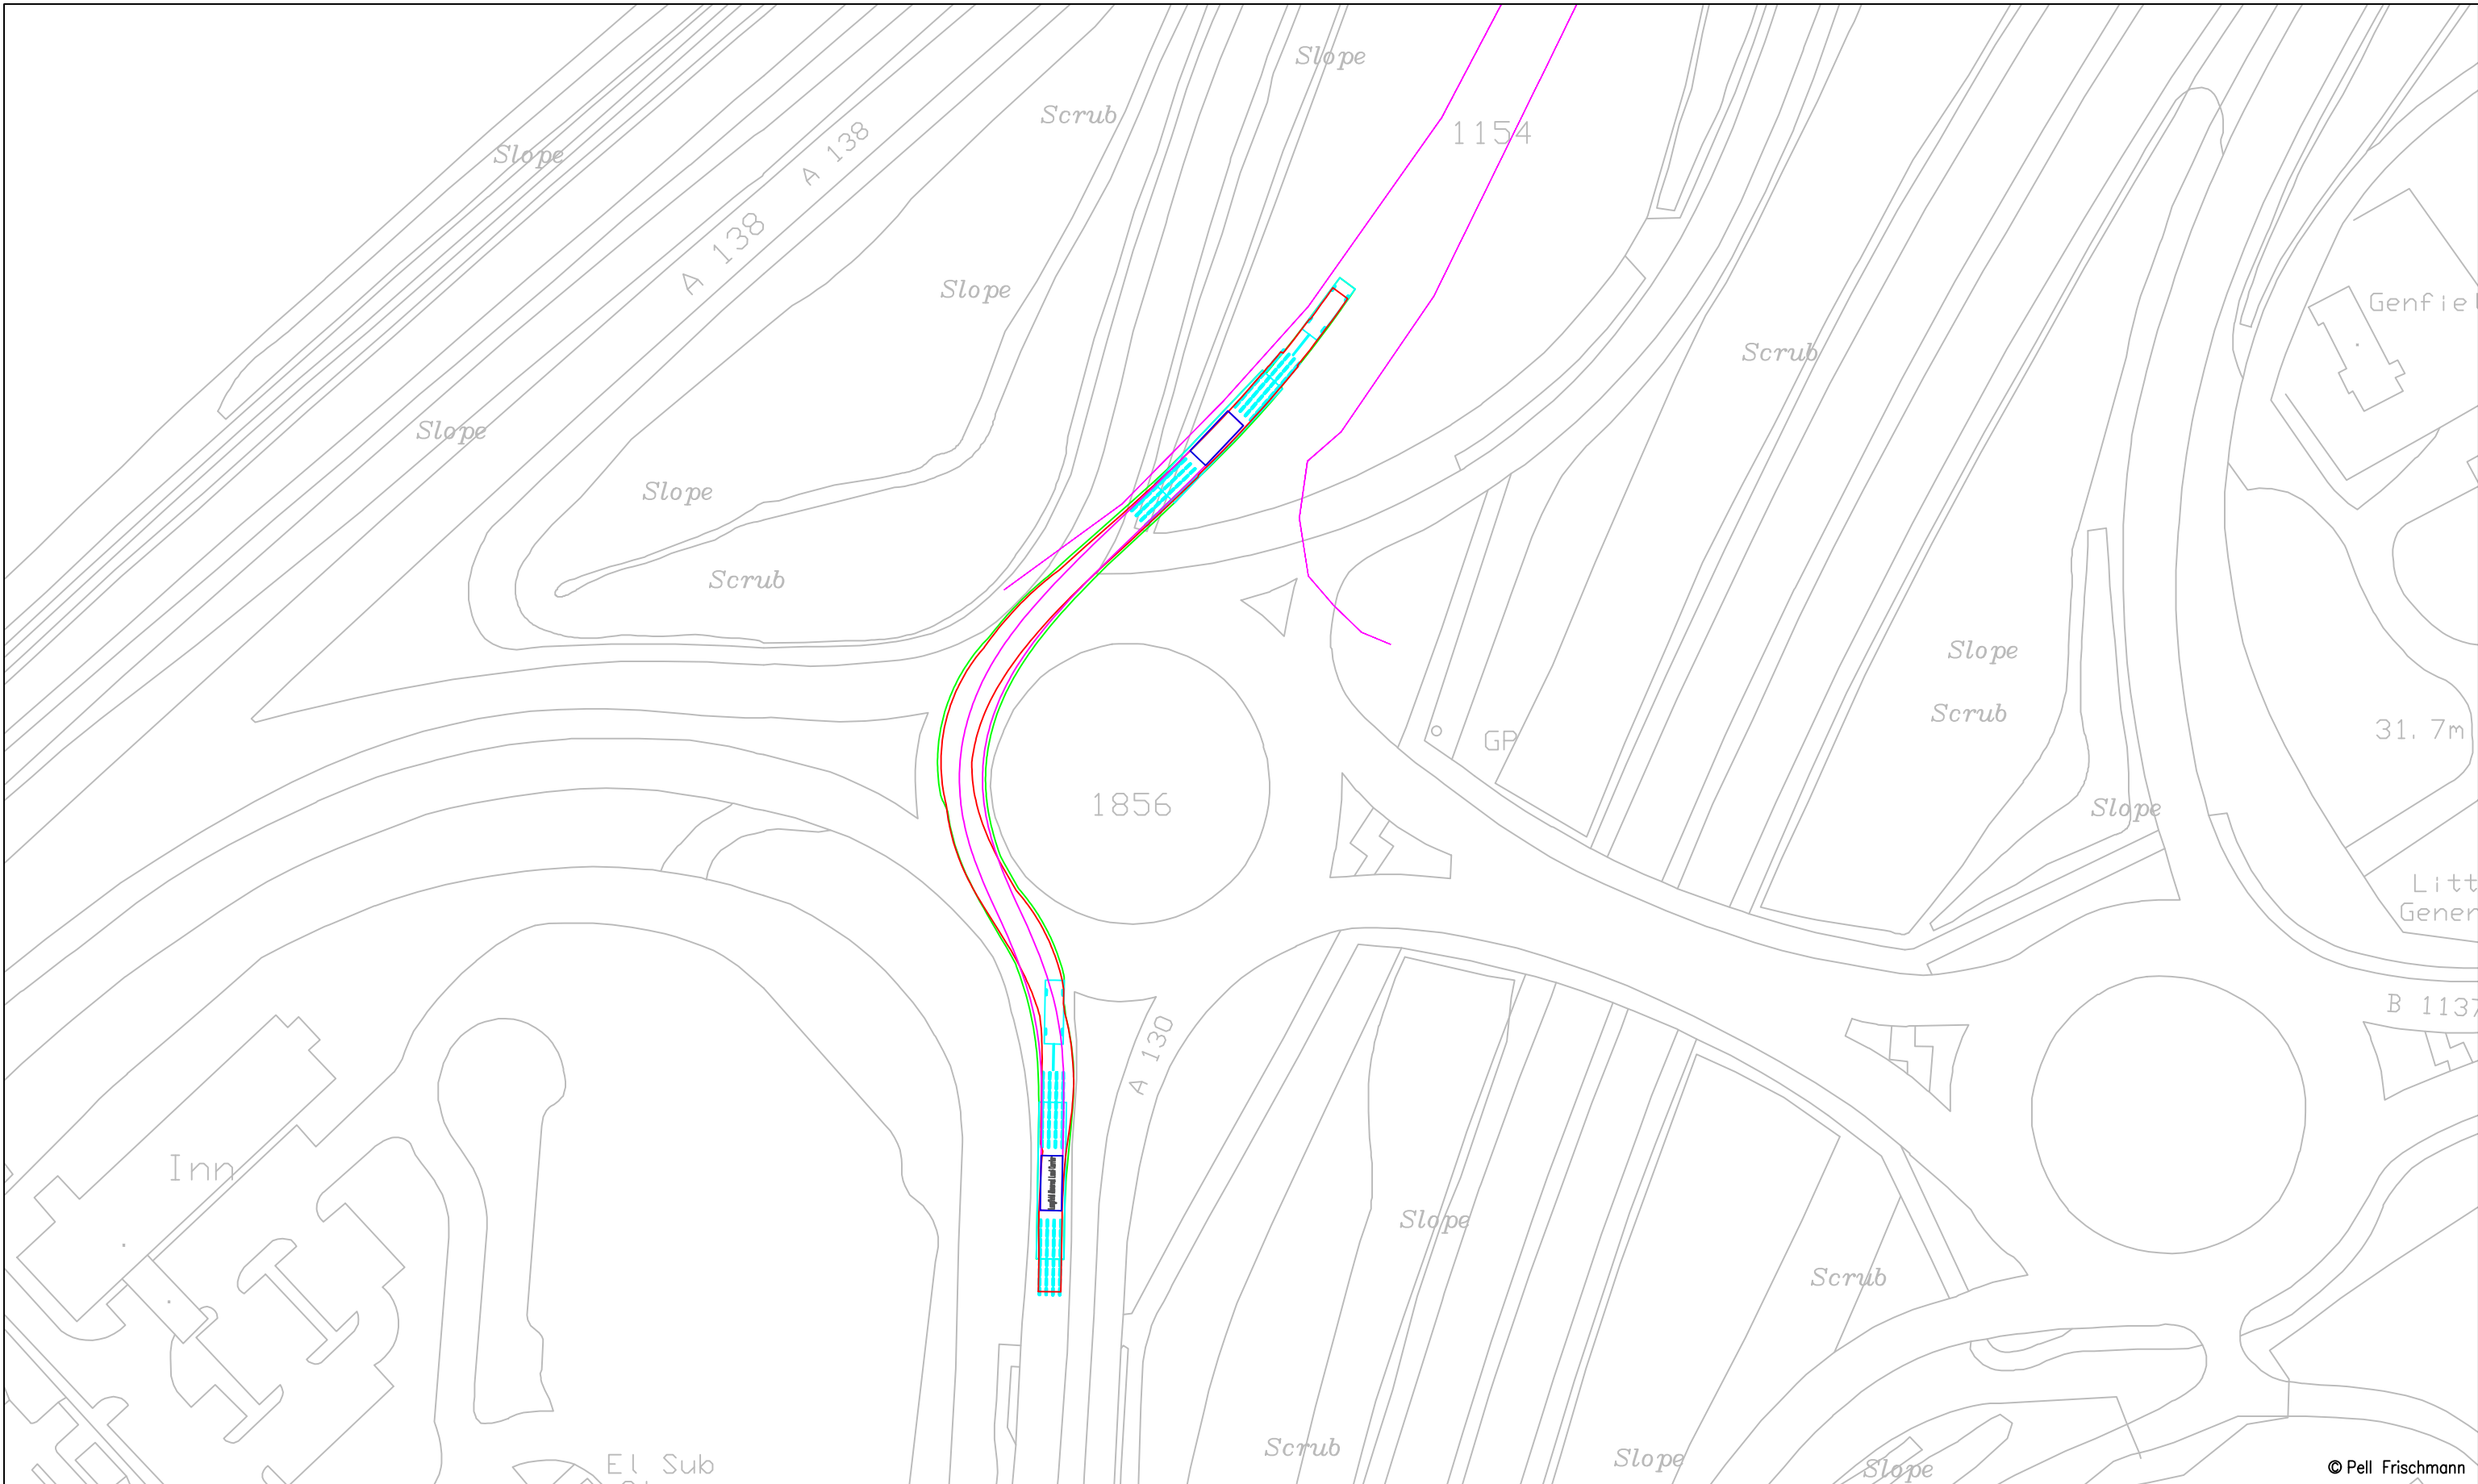 Slope
Scrub
1154
A 138
Slope
A 138
Slope
Genfie
Scrub
Slope
Slope
Scrub
Slope
Scrub
31.7m
GP
1856
Slope
Litt
Gener
B 1137
A 130
Inn
Slope
Scrub
Scrub
Slope
El Sub
Slope
© Pell Frischmann